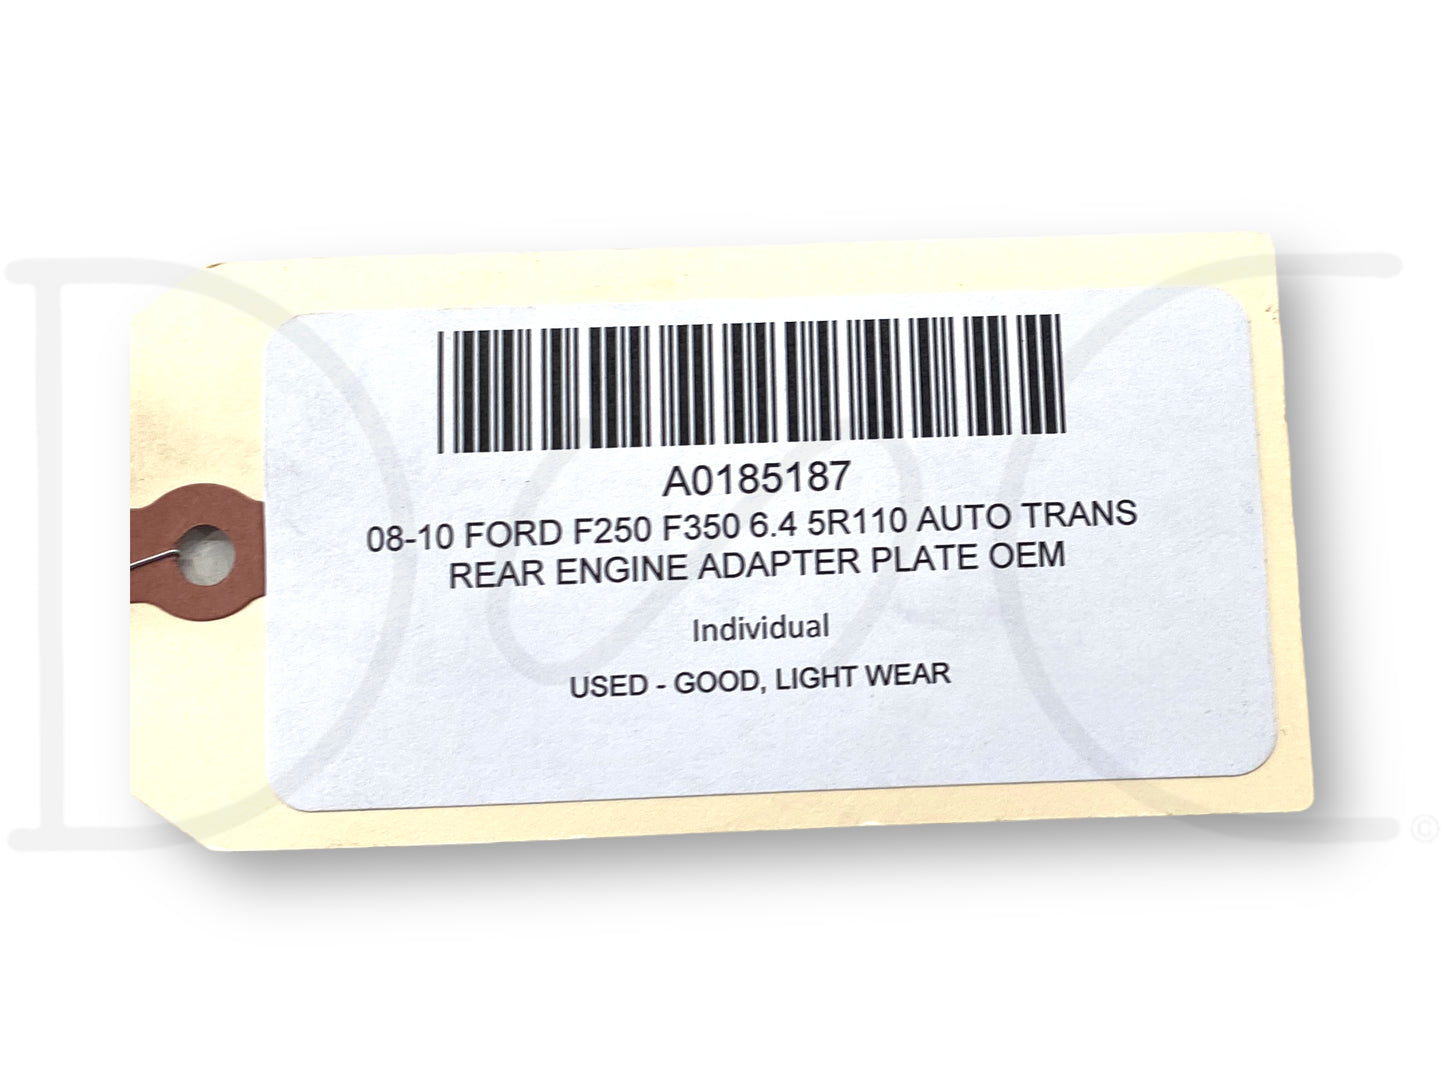 A0185187
08-10 FORD F250 F350 6.4 5R110 AUTO TRANS
REAR ENGINE ADAPTER PLATE OEM
Individual
USED - GOOD, LIGHT WEAR
©